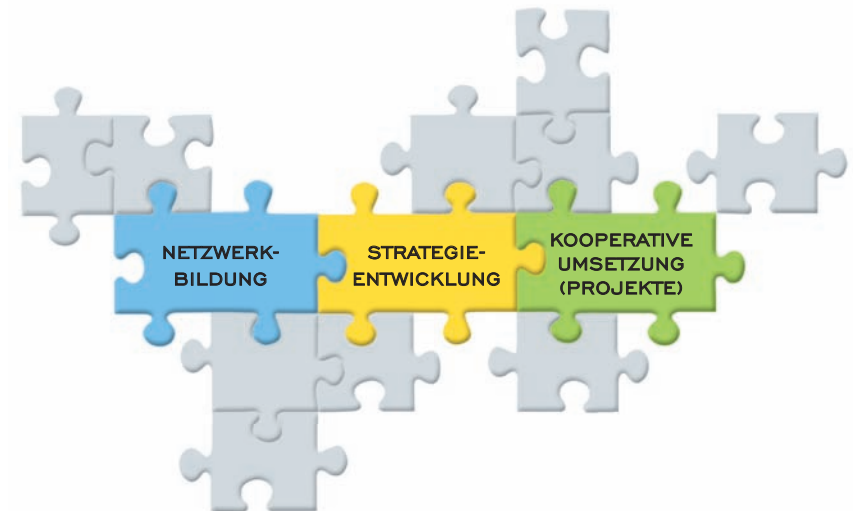 NETZWERK-
BILDUNG
STRATEGIE-
ENTWICKLUNG
KOOPERATIVE
UMSETZUNG
(PROJEKTE)